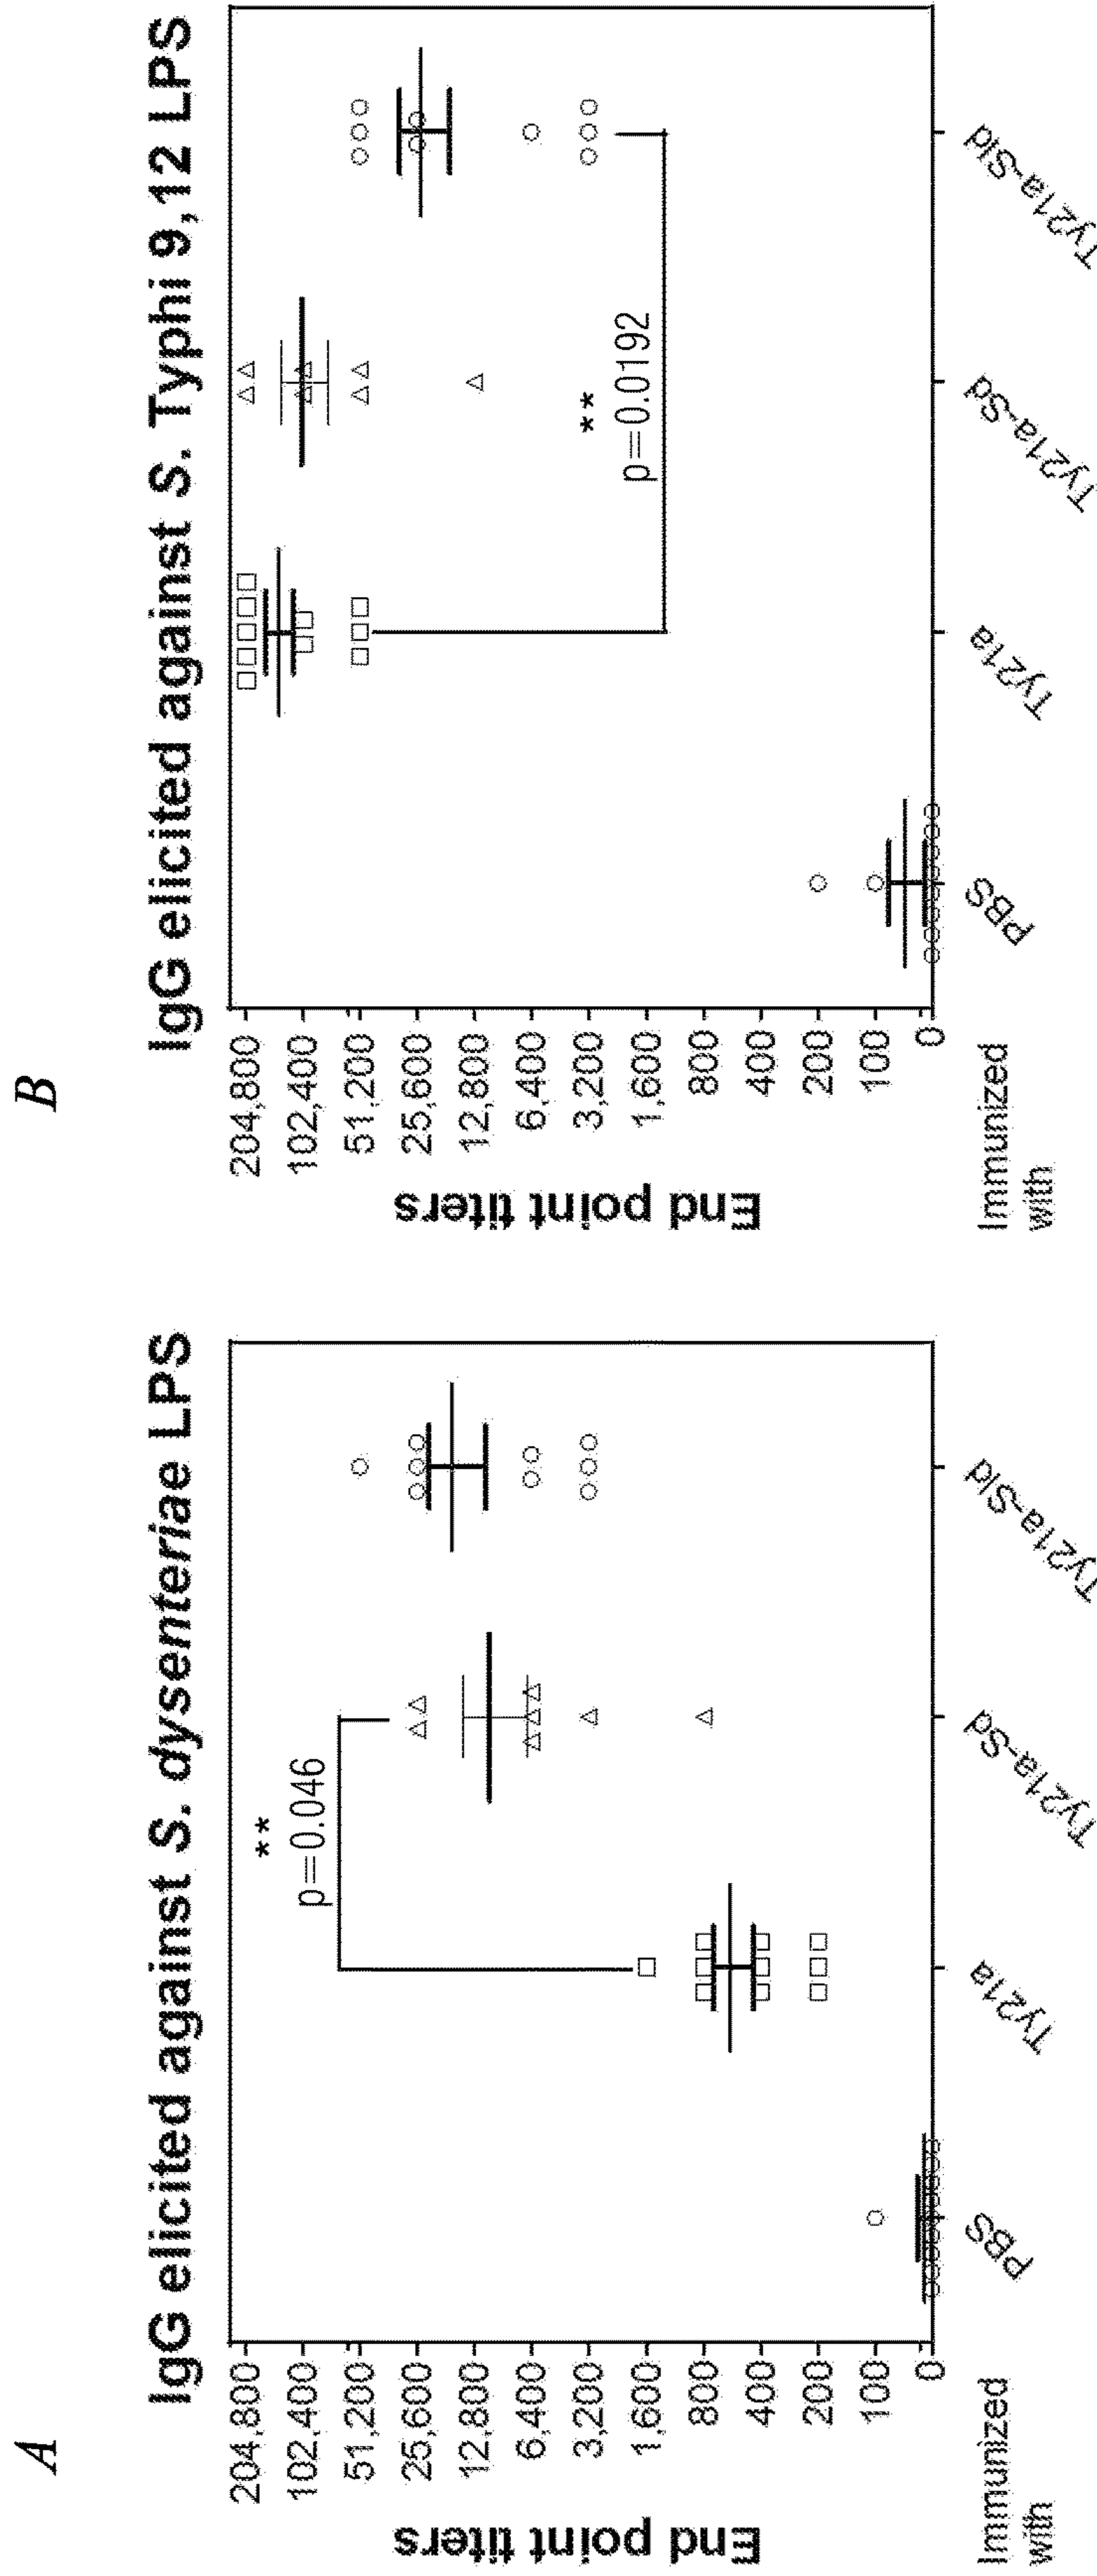 A
IgG elicited against S. dysenteriae LPS
End point titers
204,800
102,400
51,200
25,600
12,800
6,400
3,200
1,600
800
400
200
100
0
**
p=0.046
Immunized
with
PBS
Ty21a
Ty21a-Sd
Ty21a-Sld
B
IgG elicited against S. Typhi 9,12 LPS
End point titers
204,800
102,400
51,200
25,600
12,800
6,400
3,200
1,600
800
400
200
100
0
**
p=0.0192
Immunized
with
PBS
Ty21a
Ty21a-Sd
Ty21a-Sld